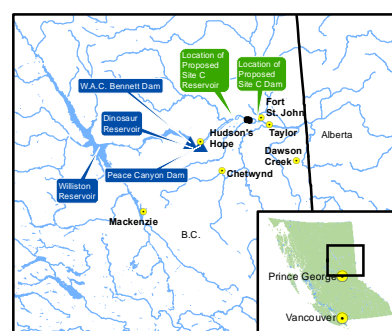 Location of
Proposed
Site C
Reservoir
Location of
Proposed
Site C Dam
W.A.C. Bennett Dam
Fort
St. John
Dinosaur
Reservoir
Hudson's
Hope
Taylor
Alberta
Dawson
Creek
Peace Canyon Dam
Chetwynd
Williston
Reservoir
Mackenzie
B.C.
Prince George
Vancouver